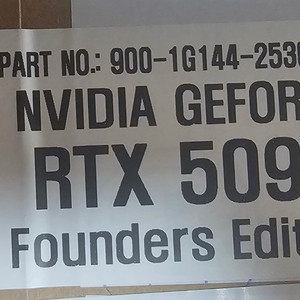 PART NO.: 900-1G144-2530
NVIDIA GEFOR
RTX 509
Founders Edit